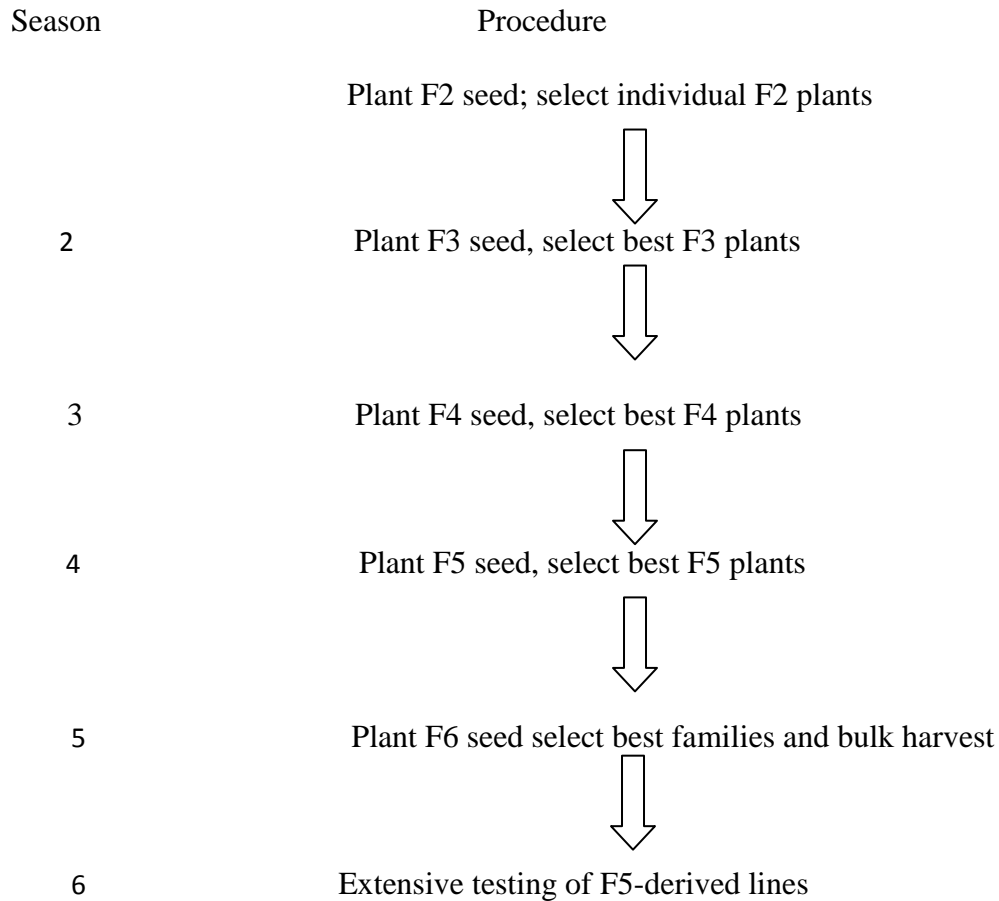 Season Procedure
Plant F2 seed; select individual F2 plants
2 Plant F3 seed, select best F3 plants
3 Plant F4 seed, select best F4 plants
4 Plant F5 seed, select best F5 plants
5 Plant F6 seed select best families and bulk harvest
6 Extensive testing of F5-derived lines